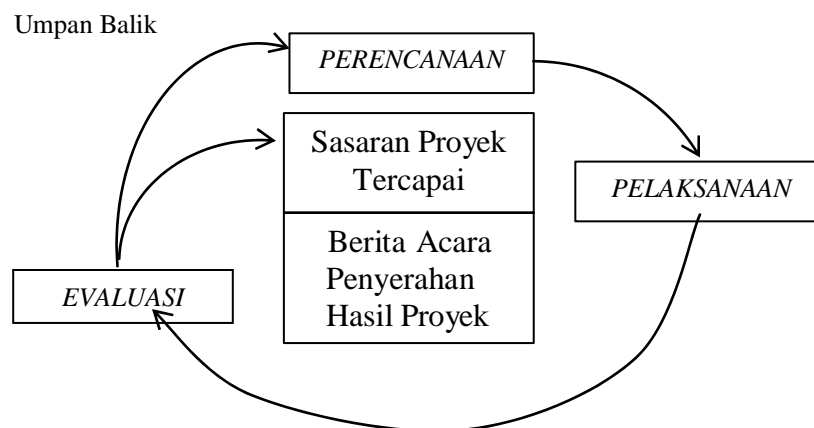 Umpan Balik
PERENCANAAN
Sasaran Proyek
Tercapai
PELAKSANAAN
Berita Acara
Penyerahan
Hasil Proyek
EVALUASI